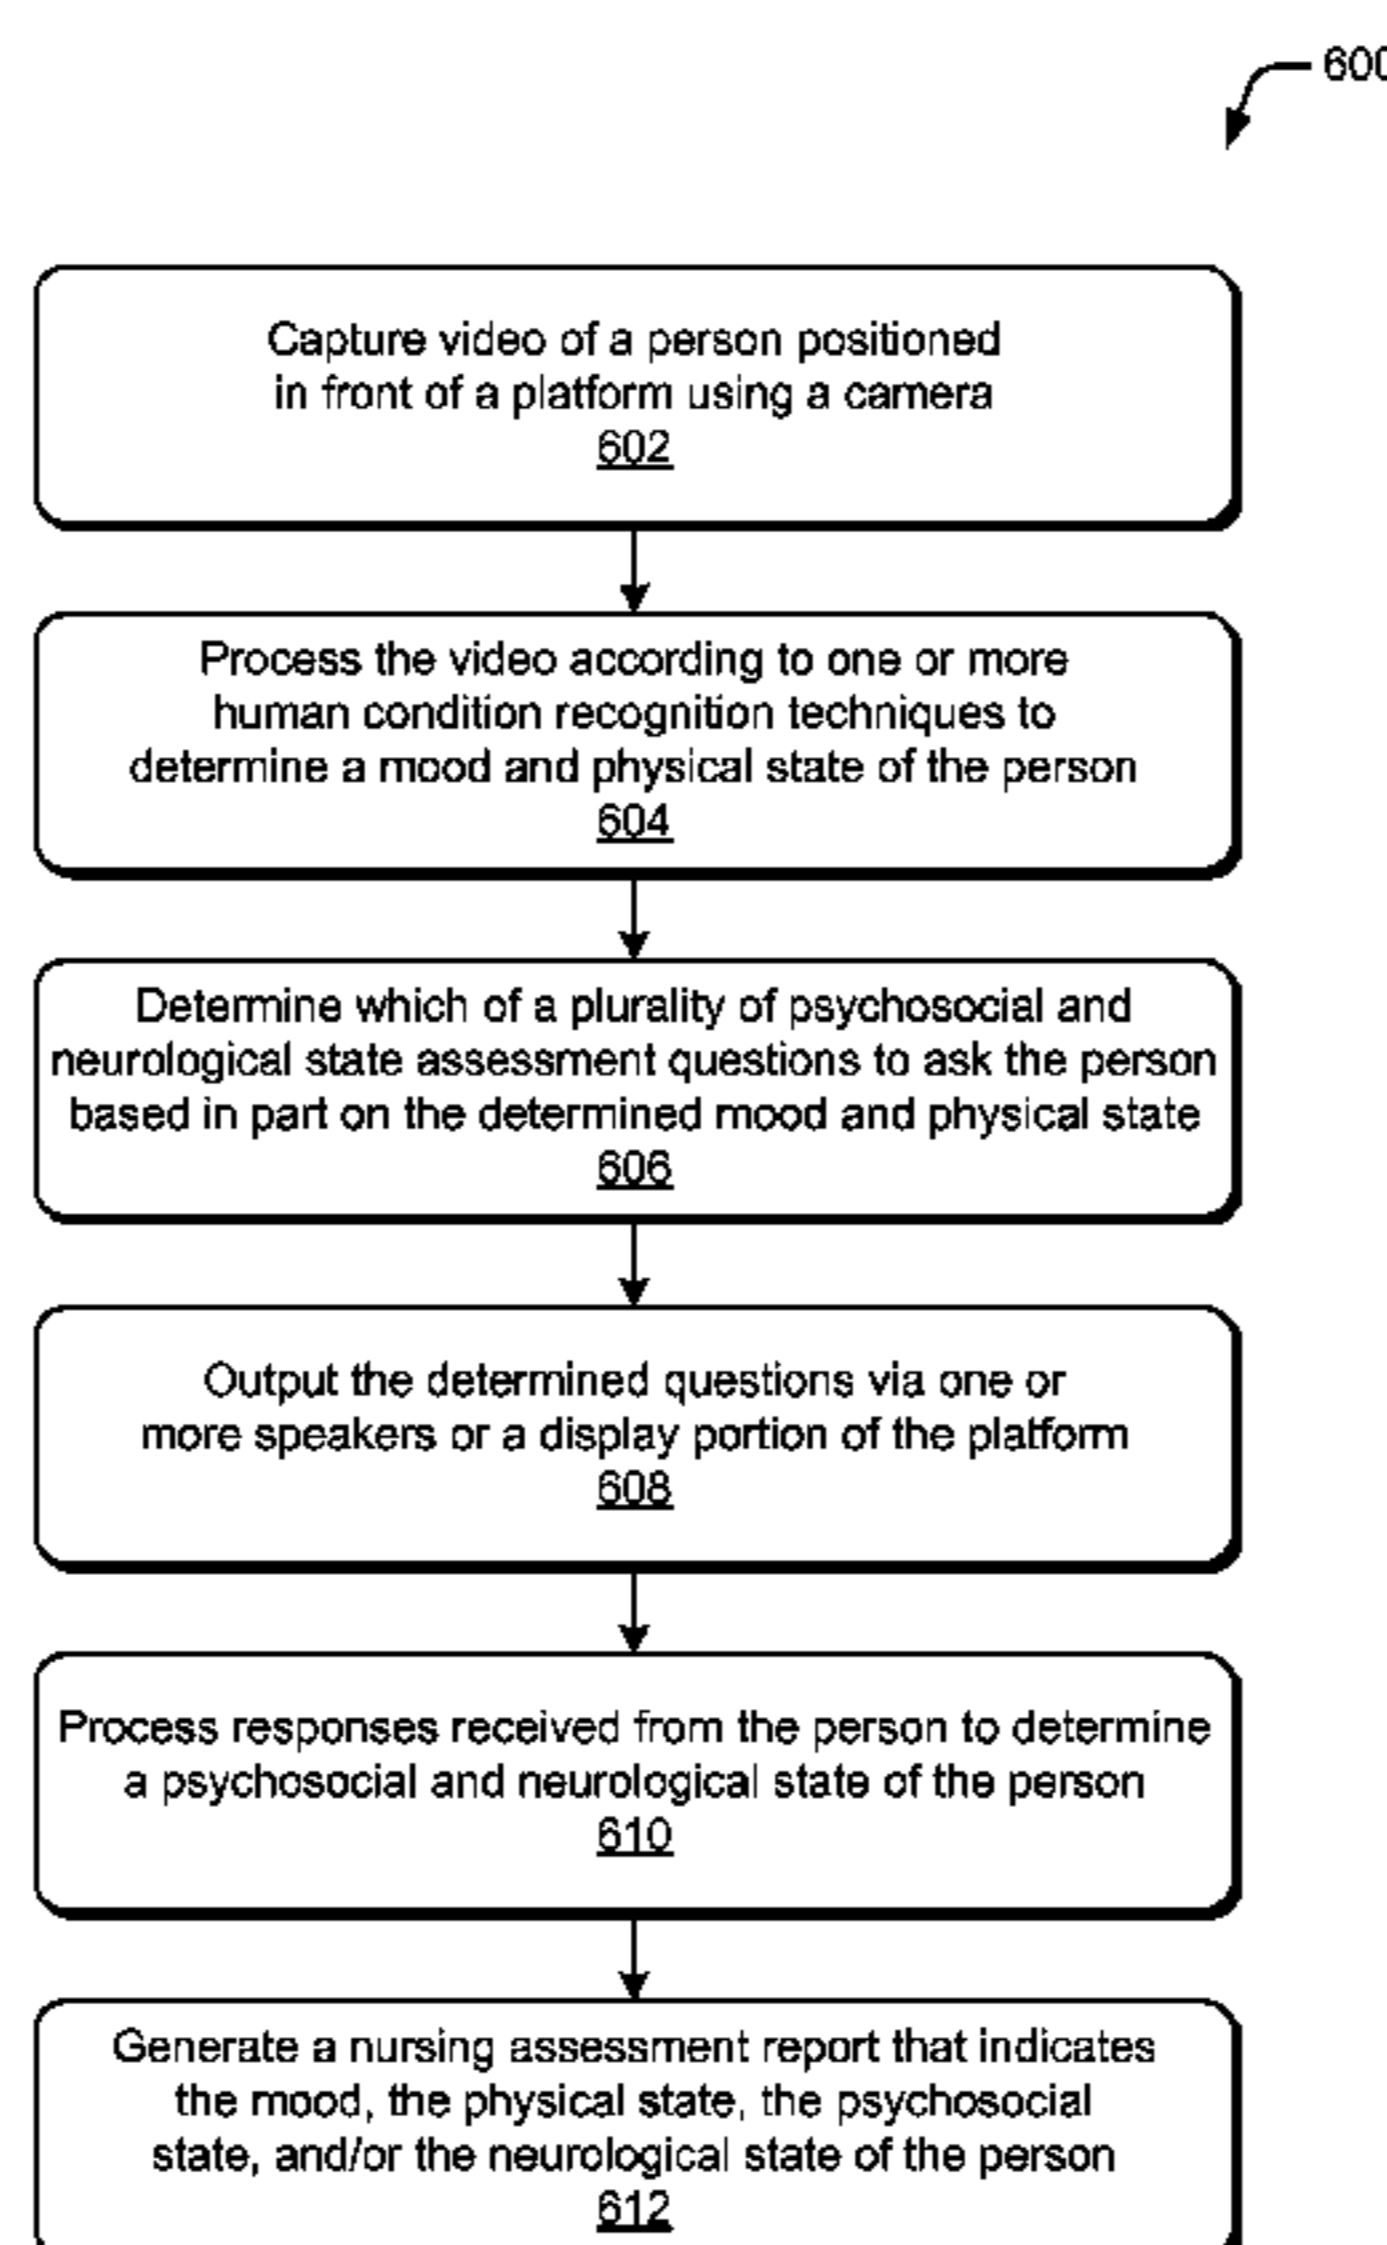 600
Capture video of a person positioned
in front of a platform using a camera
602
Process the video according to one or more
human condition recognition techniques to
determine a mood and physical state of the person
604
Determine which of a plurality of psychosocial and
neurological state assessment questions to ask the person
based in part on the determined mood and physical state
606
Output the determined questions via one or
more speakers or a display portion of the platform
608
Process responses received from the person to determine
a psychosocial and neurological state of the person
610
Generate a nursing assessment report that indicates
the mood, the physical state, the psychosocial
state, and/or the neurological state of the person
612